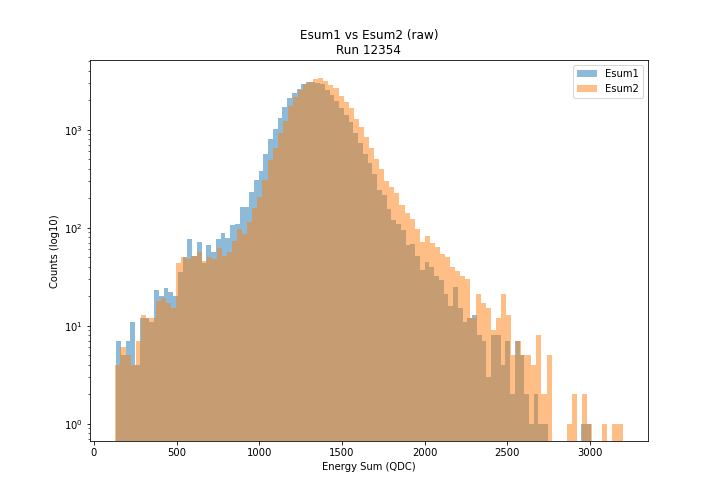 Esum1 vs Esum2 (raw)
Run 12354
Esum1
Esum2
Counts (log10)
10³
10²
10¹
10⁰
0
500
1000
1500
2000
2500
3000
Energy Sum (QDC)